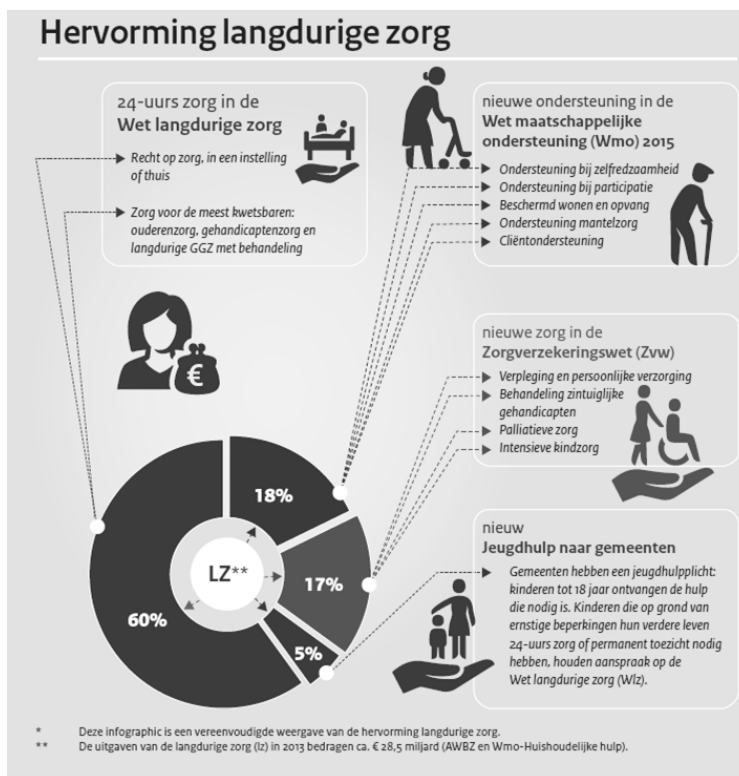 Hervorming langdurige zorg
24-uurs zorg in de
Wet langdurige zorg
Recht op zorg, in een instelling
of thuis
Zorg voor de meest kwetsbaren:
ouderenzorg, gehandicaptenzorg en
langdurige GGZ met behandeling
nieuwe ondersteuning in de
Wet maatschappelijke
ondersteuning (Wmo) 2015
Ondersteuning bij zelfredzaamheid
Ondersteuning bij participatie
Beschermd wonen en opvang
Ondersteuning mantelzorg
Cliëntondersteuning
nieuwe zorg in de
Zorgverzekeringswet (Zvw)
Verpleging en persoonlijke verzorging
Behandeling zintuiglijke
gehandicapten
Palliatieve zorg
Intensieve kindzorg
nieuw
Jeugdhulp naar gemeenten
Gemeenten hebben een jeugdhulpplicht:
kinderen tot 18 jaar ontvangen de hulp
die nodig is. Kinderen die op grond van
ernstige beperkingen hun verdere leven
24-uurs zorg of permanent toezicht nodig
hebben, houden aanspraak op de
Wet langdurige zorg (Wlz).
€
18%
17%
5%
60%
LZ**
* Deze infographic is een vereenvoudigde weergave van de hervorming langdurige zorg.
** De uitgaven van de langdurige zorg (lz) in 2013 bedragen ca. € 28,5 miljard (AWBZ en Wmo-Huishoudelijke hulp).